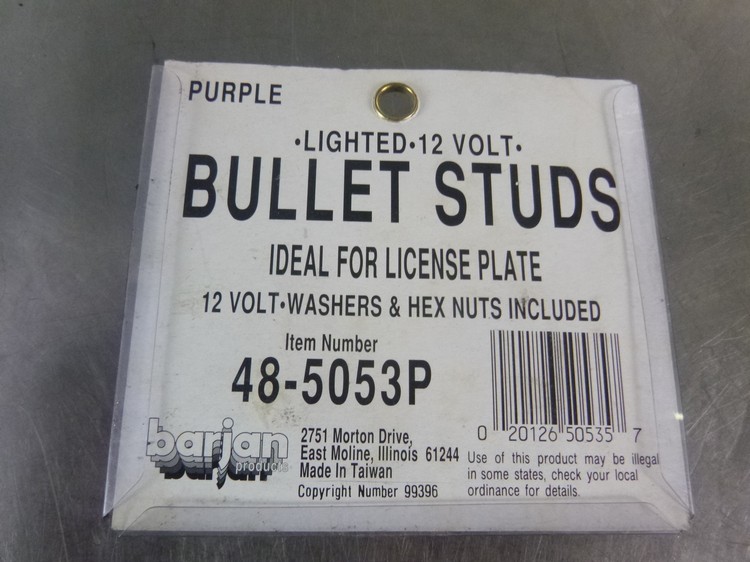 PURPLE
•LIGHTED•12 VOLT•
BULLET STUDS
IDEAL FOR LICENSE PLATE
12 VOLT•WASHERS & HEX NUTS INCLUDED
Item Number
48-5053P
0 20126 50535 7
barjan
products
2751 Morton Drive,
East Moline, Illinois 61244
Made In Taiwan
Copyright Number 99396
Use of this product may be illegal
in some states, check your local
ordinance for details.